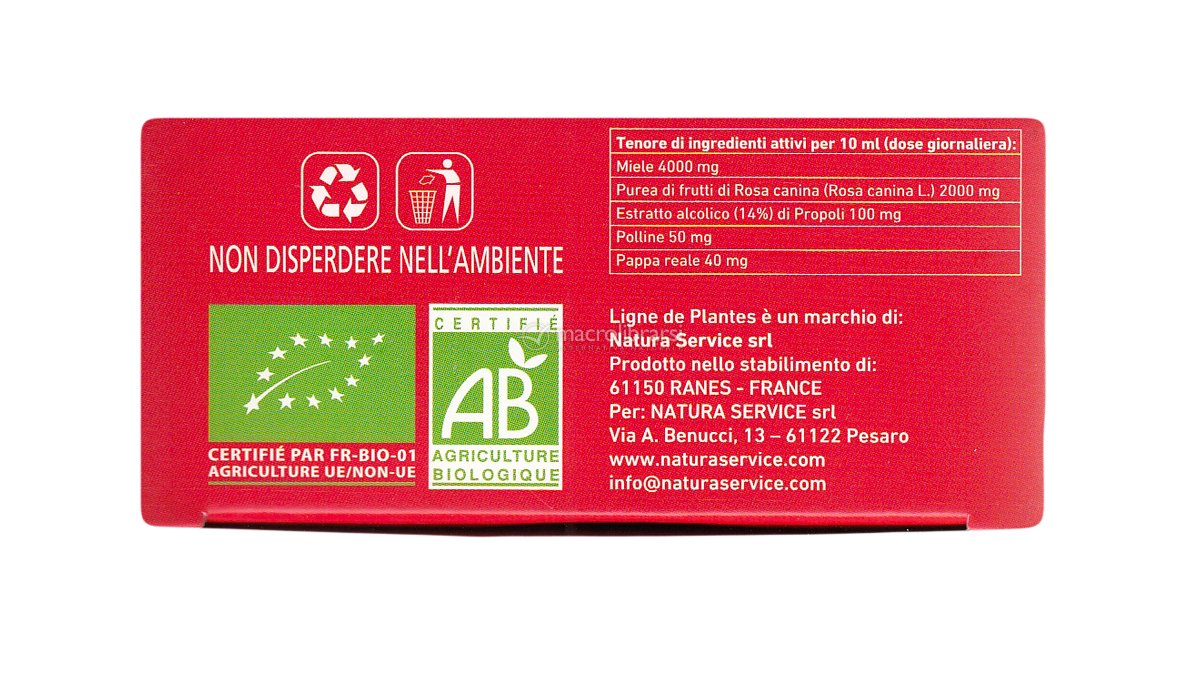 NON DISPERDERE NELL'AMBIENTE
CERTIFIÉ PAR FR-BIO-01
AGRICULTURE UE/NON-UE
CERTIFIÉ
AB
AGRICULTURE
BIOLOGIQUE
Tenore di ingredienti attivi per 10 ml (dose giornaliera):
Miele 4000 mg
Purea di frutti di Rosa canina (Rosa canina L.) 2000 mg
Estratto alcolico (14%) di Propoli 100 mg
Polline 50 mg
Pappa reale 40 mg
Ligne de Plantes è un marchio di:
macrolibrarsi
Natura Service srl
Prodotto nello stabilimento di:
61150 RANES - FRANCE
Per: NATURA SERVICE srl
Via A. Benucci, 13 – 61122 Pesaro
www.naturaservice.com
info@naturaservice.com